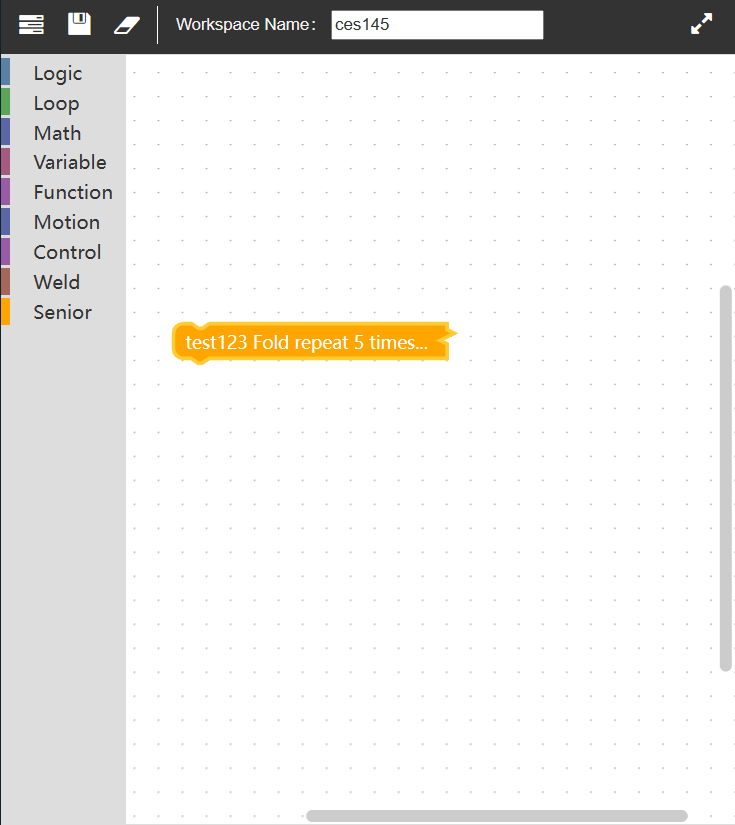 Workspace Name： ces145
Logic
Loop
Math
Variable
Function
Motion
Control
Weld
Senior
test123 Fold repeat 5 times...